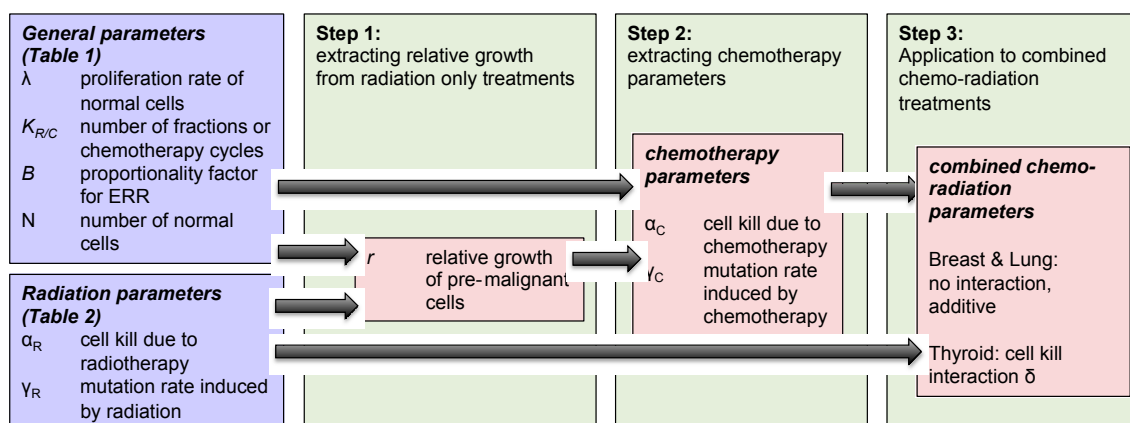 General parameters
(Table 1)
λ proliferation rate of
normal cells
K_R/C number of fractions or
chemotherapy cycles
B proportionality factor
for ERR
N number of normal
cells
Radiation parameters
(Table 2)
α_R cell kill due to
radiotherapy
γ_R mutation rate induced
by radiation
Step 1:
extracting relative growth
from radiation only treatments
r relative growth
of pre-malignant
cells
Step 2:
extracting chemotherapy
parameters
chemotherapy
parameters
α_C cell kill due to
chemotherapy
γ_C mutation rate
induced by
chemotherapy
Step 3:
Application to combined
chemo-radiation
treatments
combined chemo-
radiation
parameters
Breast & Lung:
no interaction,
additive
Thyroid: cell kill
interaction δ